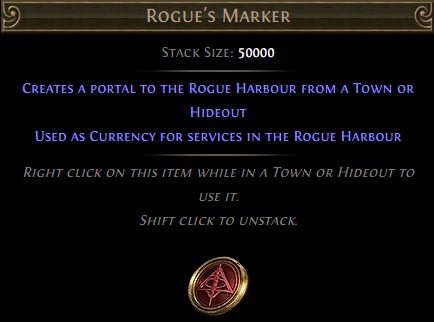 Rogue's Marker
Stack Size: 50000
Creates a portal to the Rogue Harbour from a Town or
Hideout
Used as Currency for services in the Rogue Harbour
Right click on this item while in a Town or Hideout to
use it.
Shift click to unstack.